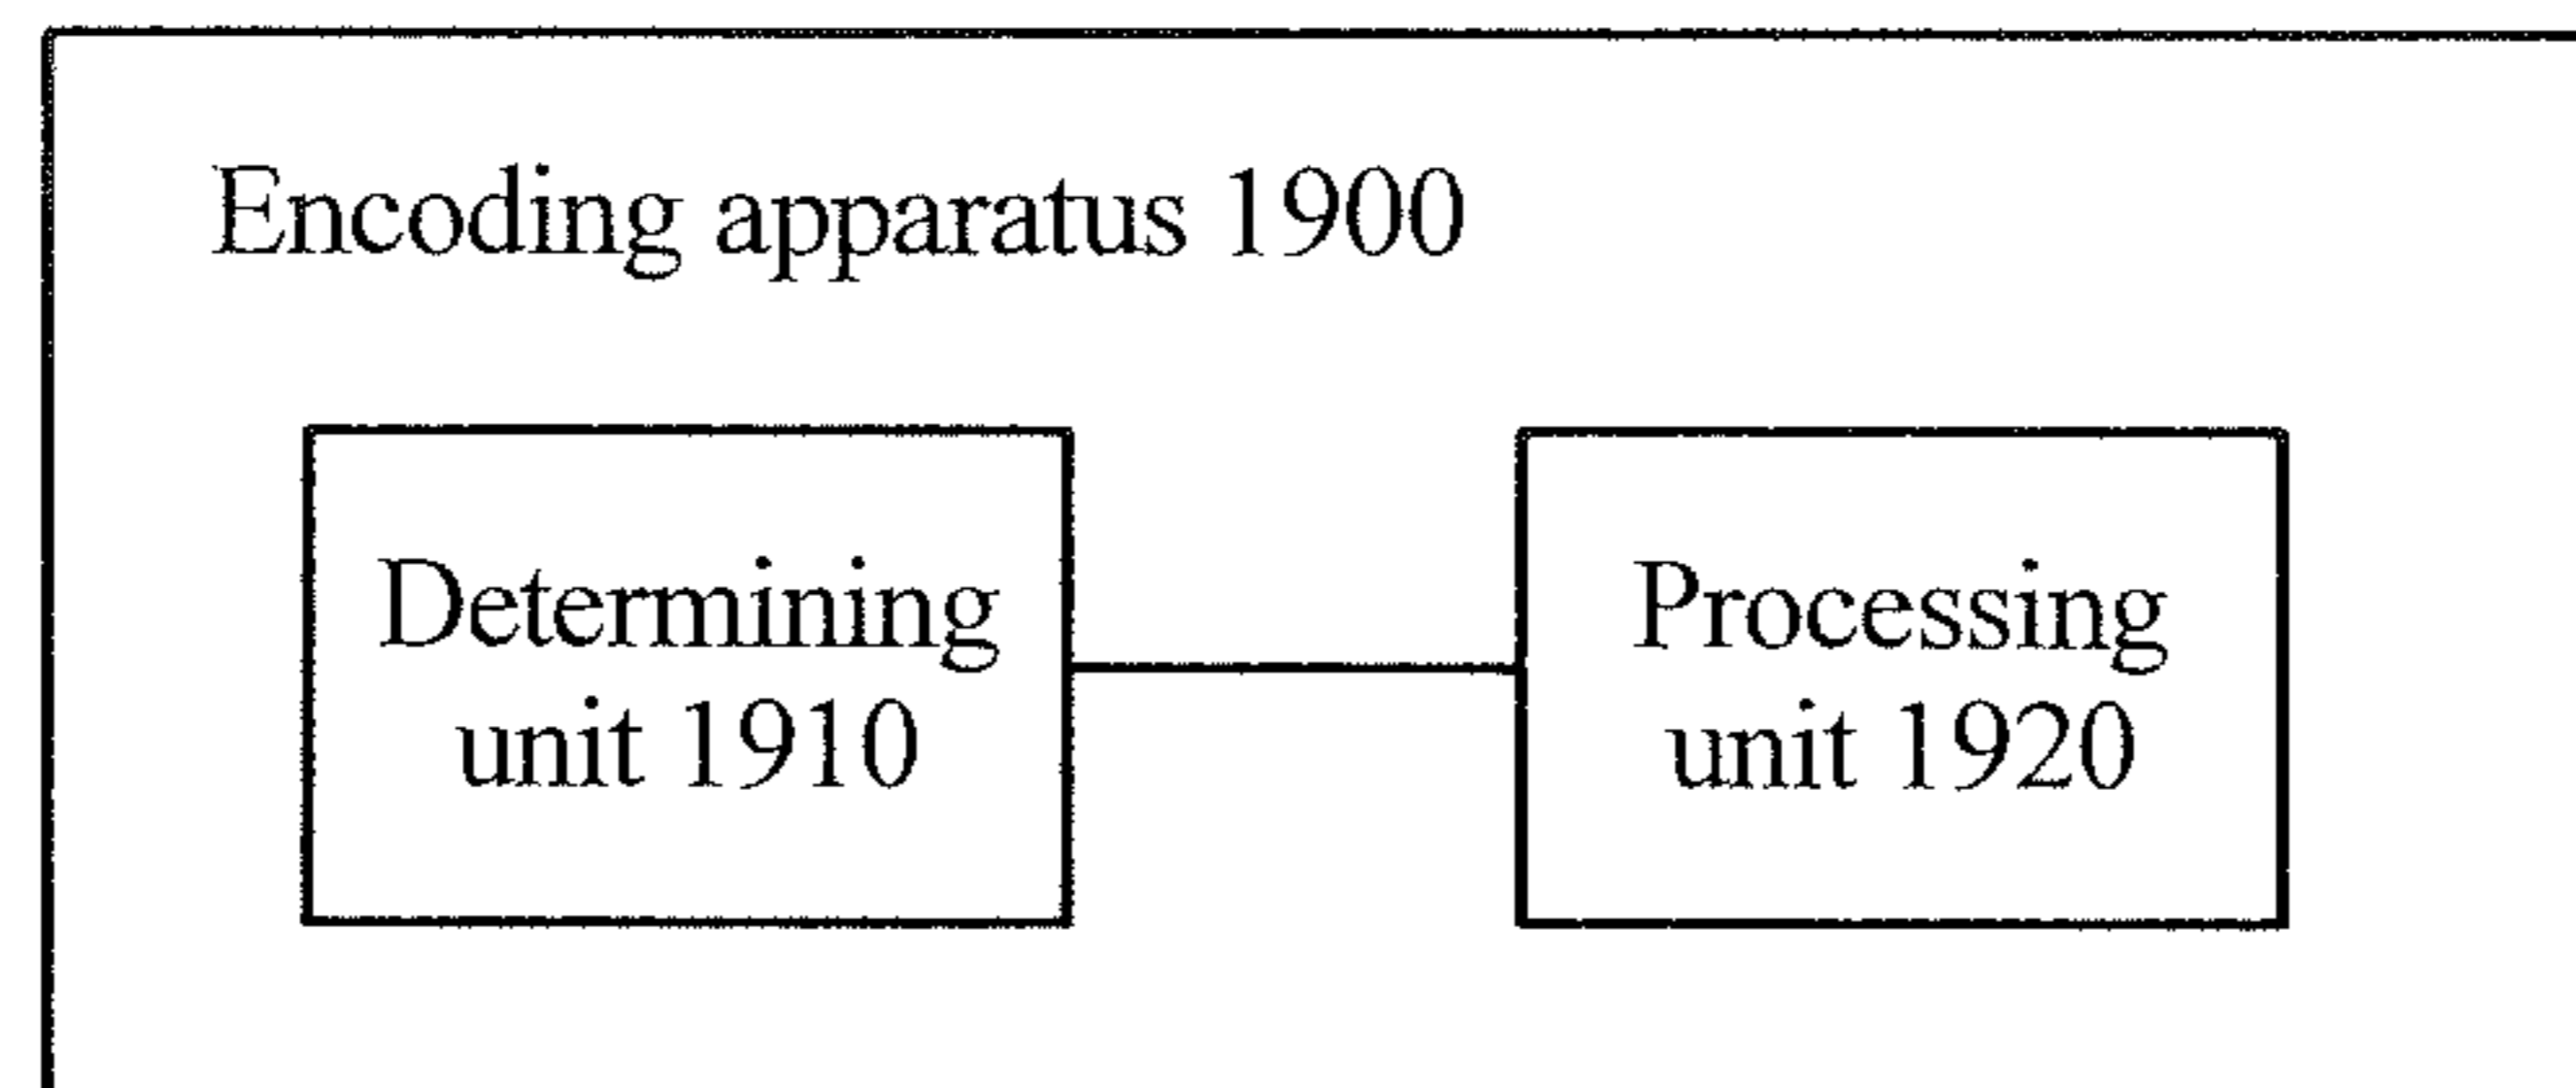 Encoding apparatus 1900
Determining
unit 1910
Processing
unit 1920